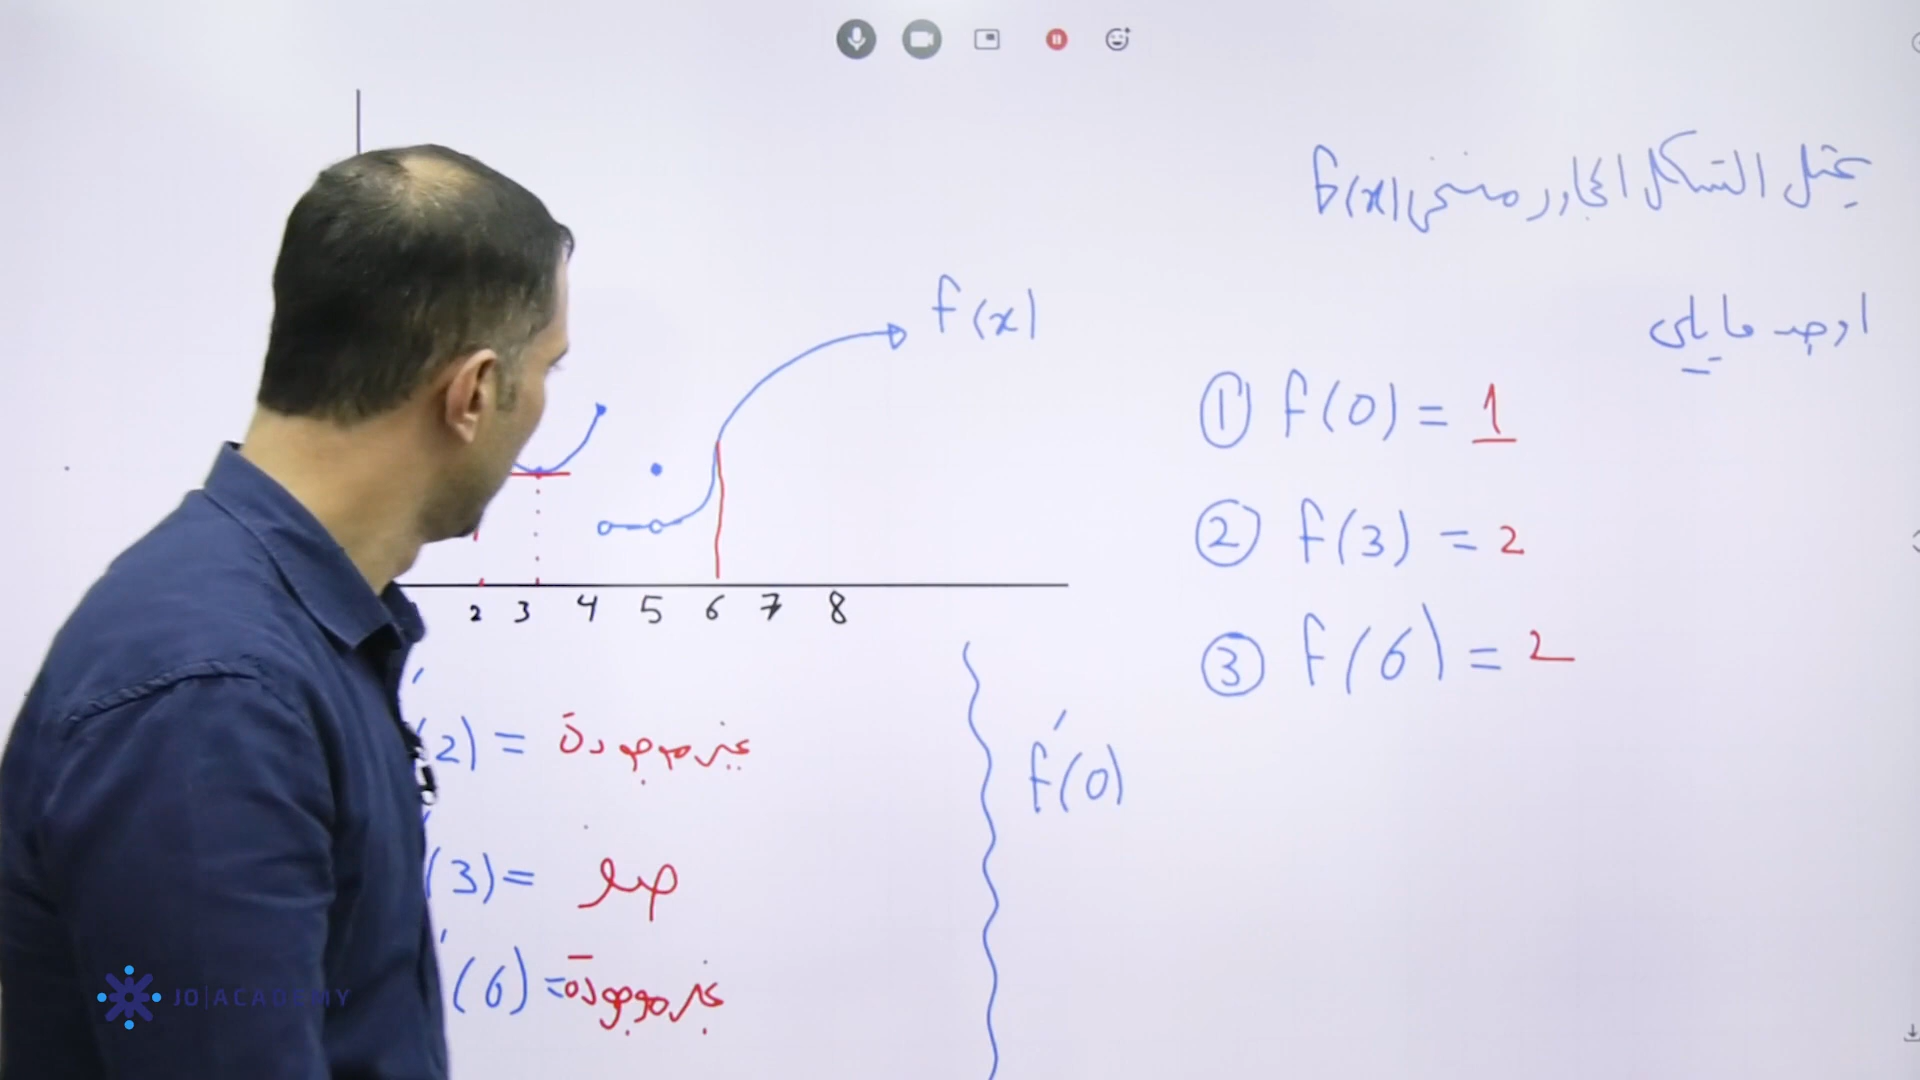 يمثل الشكل المجاور منحنى f(x)
اوجد ما يلي
f(x)
① f(0) = 1
② f(3) = 2
③ f(6) = 2
2 3 4 5 6 7 8
(2) = غير موجودة
(3) = صفر
'(6) = غير موجودة
f'(0)
JO|ACADEMY